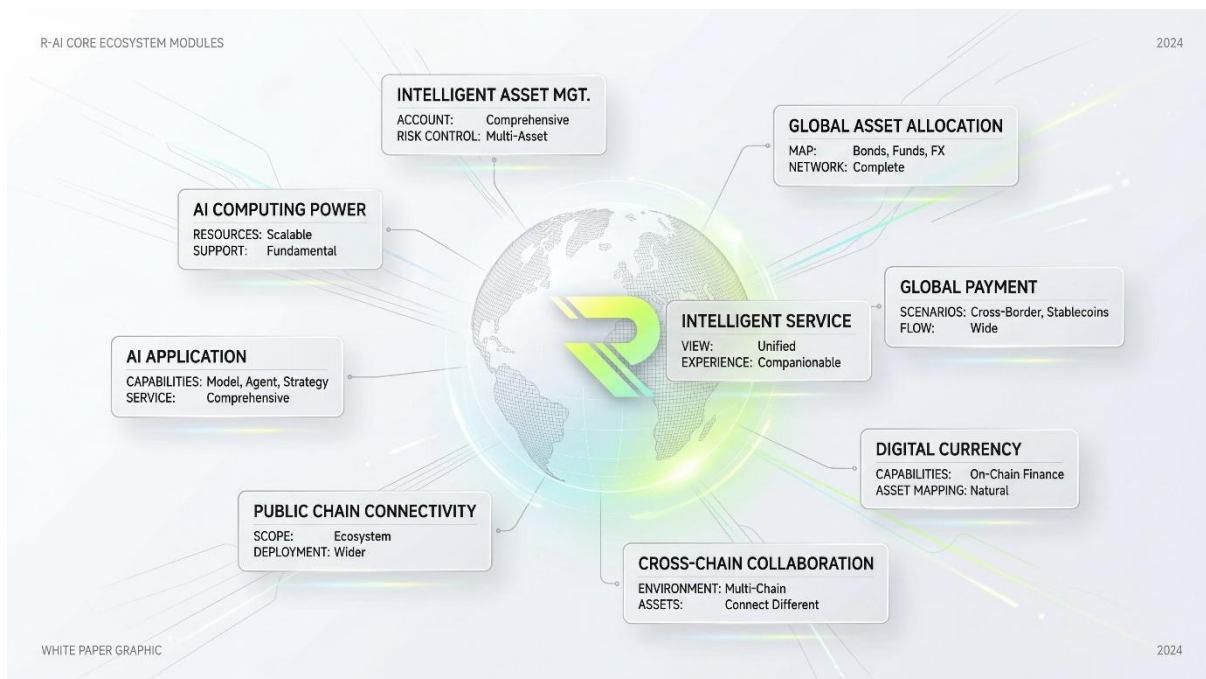 R-AI CORE ECOSYSTEM MODULES
2024
INTELLIGENT ASSET MGT.
ACCOUNT: Comprehensive
RISK CONTROL: Multi-Asset
GLOBAL ASSET ALLOCATION
MAP: Bonds, Funds, FX
NETWORK: Complete
AI COMPUTING POWER
RESOURCES: Scalable
SUPPORT: Fundamental
GLOBAL PAYMENT
SCENARIOS: Cross-Border, Stablecoins
FLOW: Wide
R
INTELLIGENT SERVICE
VIEW: Unified
EXPERIENCE: Companionable
AI APPLICATION
CAPABILITIES: Model, Agent, Strategy
SERVICE: Comprehensive
DIGITAL CURRENCY
CAPABILITIES: On-Chain Finance
ASSET MAPPING: Natural
PUBLIC CHAIN CONNECTIVITY
SCOPE: Ecosystem
DEPLOYMENT: Wider
CROSS-CHAIN COLLABORATION
ENVIRONMENT: Multi-Chain
ASSETS: Connect Different
WHITE PAPER GRAPHIC
2024